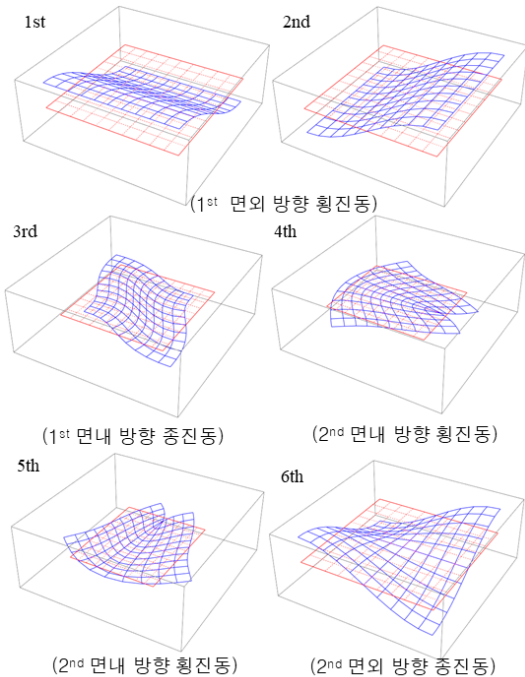 1st
2nd
(1st 면외 방향 횡진동)
3rd
4th
(1st 면내 방향 종진동)
(2nd 면내 방향 횡진동)
5th
6th
(2nd 면내 방향 횡진동)
(2nd 면외 방향 종진동)